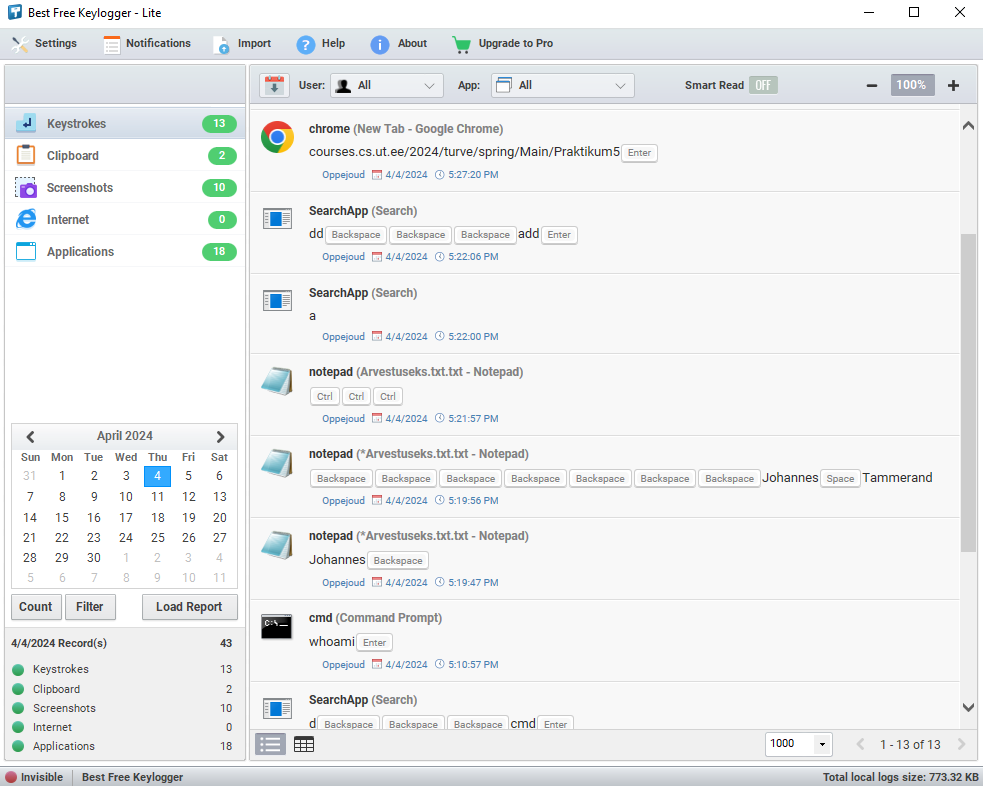 Best Free Keylogger - Lite
Settings Notifications Import Help About Upgrade to Pro
User: All App: All Smart Read OFF 100%
Keystrokes 13
Clipboard 2
Screenshots 10
Internet 0
Applications 18
April 2024
Sun Mon Tue Wed Thu Fri Sat
31 1 2 3 4 5 6
7 8 9 10 11 12 13
14 15 16 17 18 19 20
21 22 23 24 25 26 27
28 29 30 1 2 3 4
5 6 7 8 9 10 11
Count Filter Load Report
4/4/2024 Record(s) 43
Keystrokes 13
Clipboard 2
Screenshots 10
Internet 0
Applications 18
chrome (New Tab - Google Chrome)
courses.cs.ut.ee/2024/turve/spring/Main/Praktikum5 Enter
Oppejoud 4/4/2024 5:27:20 PM
SearchApp (Search)
dd Backspace Backspace Backspace add Enter
Oppejoud 4/4/2024 5:22:06 PM
SearchApp (Search)
a
Oppejoud 4/4/2024 5:22:00 PM
notepad (Arvestuseks.txt.txt - Notepad)
Ctrl Ctrl Ctrl
Oppejoud 4/4/2024 5:21:57 PM
notepad (*Arvestuseks.txt.txt - Notepad)
Backspace Backspace Backspace Backspace Backspace Backspace Backspace Johannes Space Tammerand
Oppejoud 4/4/2024 5:19:56 PM
notepad (*Arvestuseks.txt.txt - Notepad)
Johannes Backspace
Oppejoud 4/4/2024 5:19:47 PM
C:\
cmd (Command Prompt)
whoami Enter
Oppejoud 4/4/2024 5:10:57 PM
SearchApp (Search)
d Backspace Backspace Backspace cmd Enter
1000 1 - 13 of 13
Invisible Best Free Keylogger Total local logs size: 773.32 KB